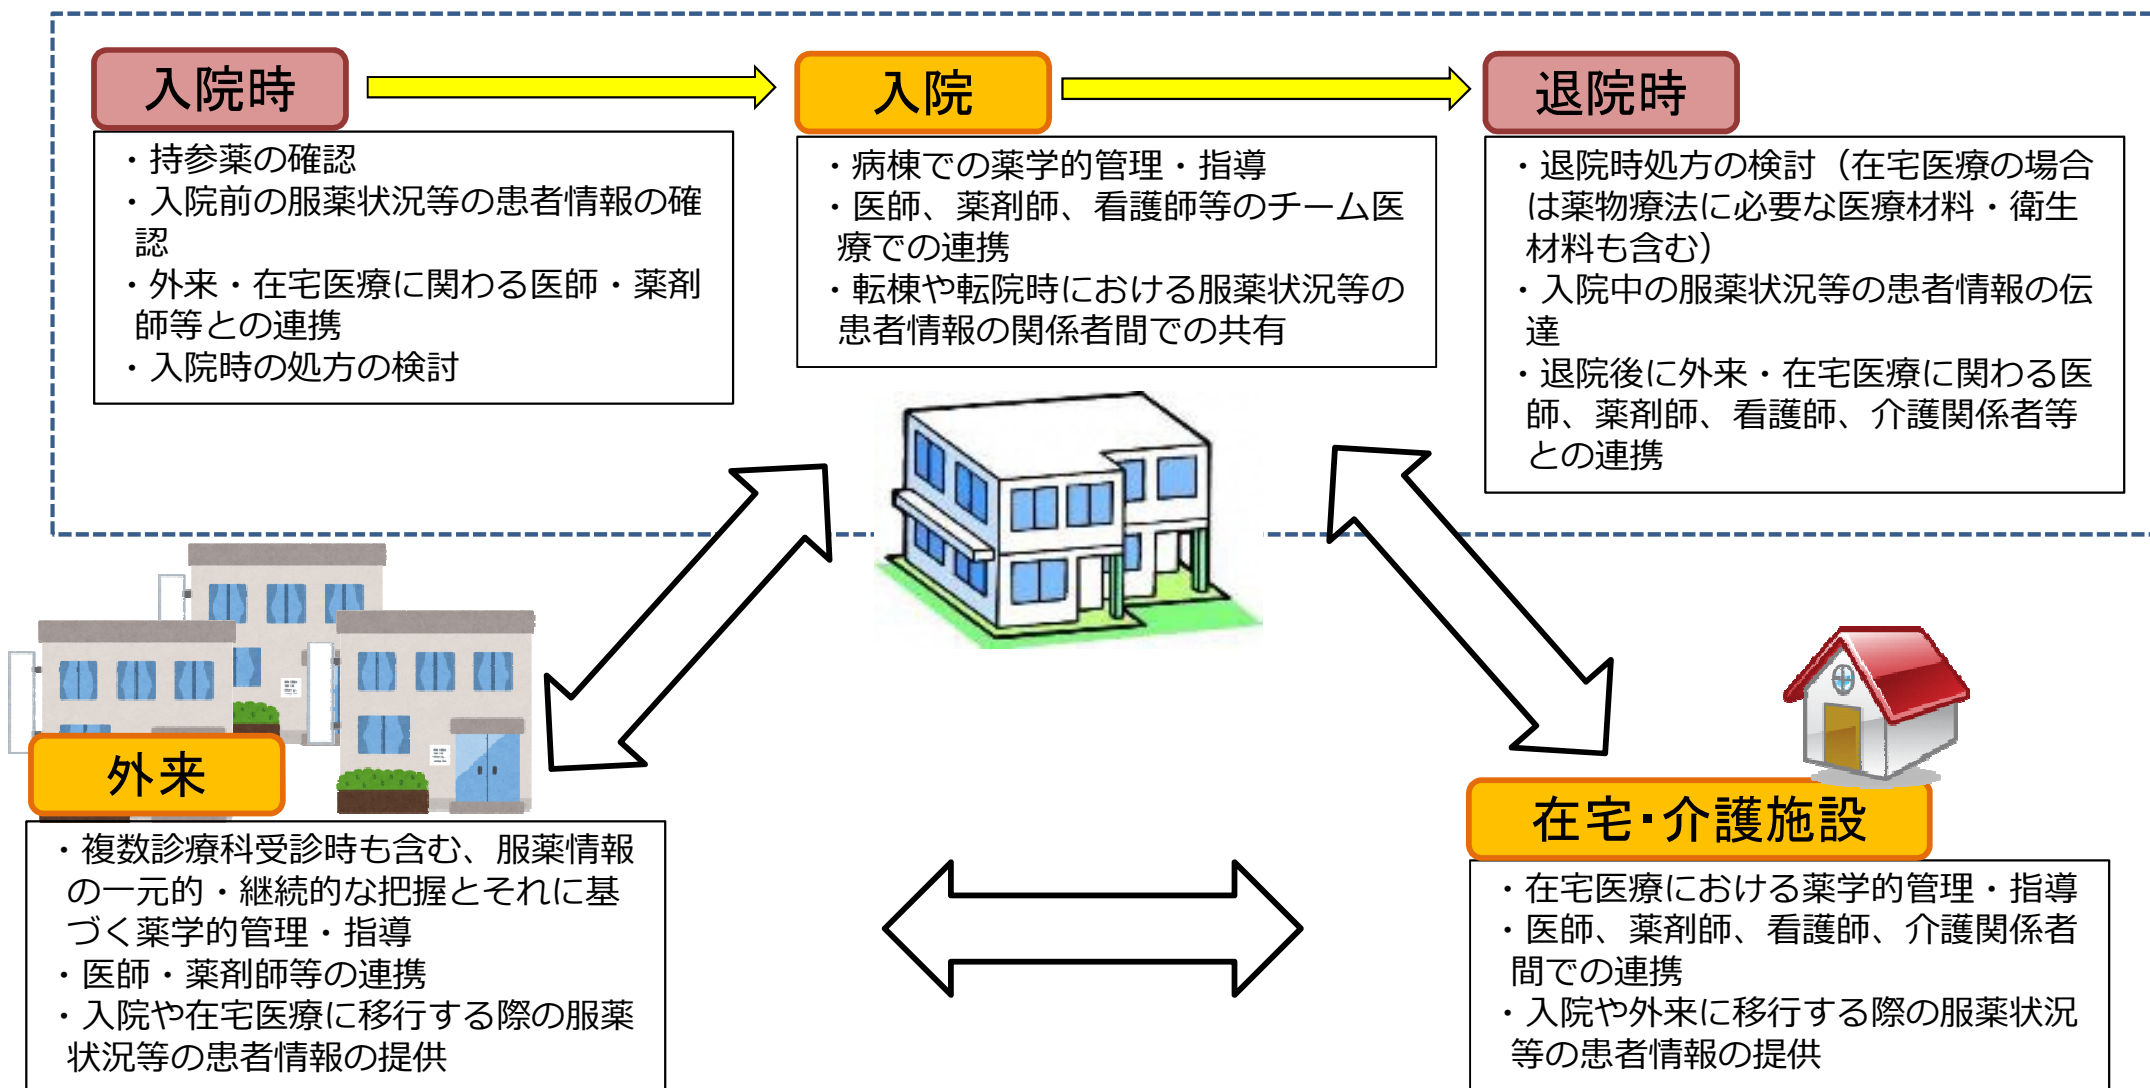 入院時
・持参薬の確認
・入院前の服薬状況等の患者情報の確
認
・外来・在宅医療に関わる医師・薬剤
師等との連携
・入院時の処方の検討
入院
・病棟での薬学的管理・指導
・医師、薬剤師、看護師等のチーム医
療での連携
・転棟や転院時における服薬状況等の
患者情報の関係者間での共有
退院時
・退院時処方の検討（在宅医療の場合
は薬物療法に必要な医療材料・衛生
材料も含む）
・入院中の服薬状況等の患者情報の伝
達
・退院後に外来・在宅医療に関わる医
師、薬剤師、看護師、介護関係者等
との連携
外来
・複数診療科受診時も含む、服薬情報
の一元的・継続的な把握とそれに基
づく薬学的管理・指導
・医師・薬剤師等の連携
・入院や在宅医療に移行する際の服薬
状況等の患者情報の提供
在宅・介護施設
・在宅医療における薬学的管理・指導
・医師、薬剤師、看護師、介護関係者
間での連携
・入院や外来に移行する際の服薬状況
等の患者情報の提供